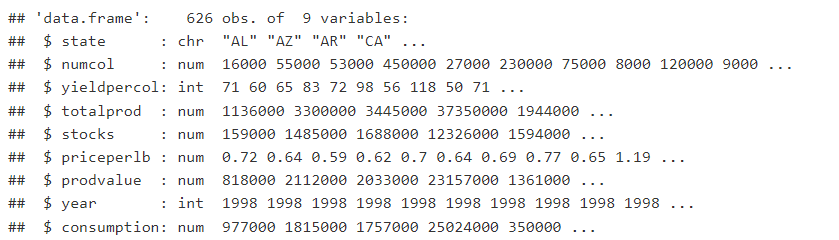 ## 'data.frame':    626 obs. of  9 variables:
##  $ state      : chr  "AL" "AZ" "AR" "CA" ...
##  $ numcol     : num  16000 55000 53000 450000 27000 230000 75000 8000 120000 9000 ...
##  $ yieldpercol: int  71 60 65 83 72 98 56 118 50 71 ...
##  $ totalprod  : num  1136000 3300000 3445000 37350000 1944000 ...
##  $ stocks     : num  159000 1485000 1688000 12326000 1594000 ...
##  $ priceperlb : num  0.72 0.64 0.59 0.62 0.7 0.64 0.69 0.77 0.65 1.19 ...
##  $ prodvalue  : num  818000 2112000 2033000 23157000 1361000 ...
##  $ year       : int  1998 1998 1998 1998 1998 1998 1998 1998 1998 1998 ...
##  $ consumption: num  977000 1815000 1757000 25024000 350000 ...